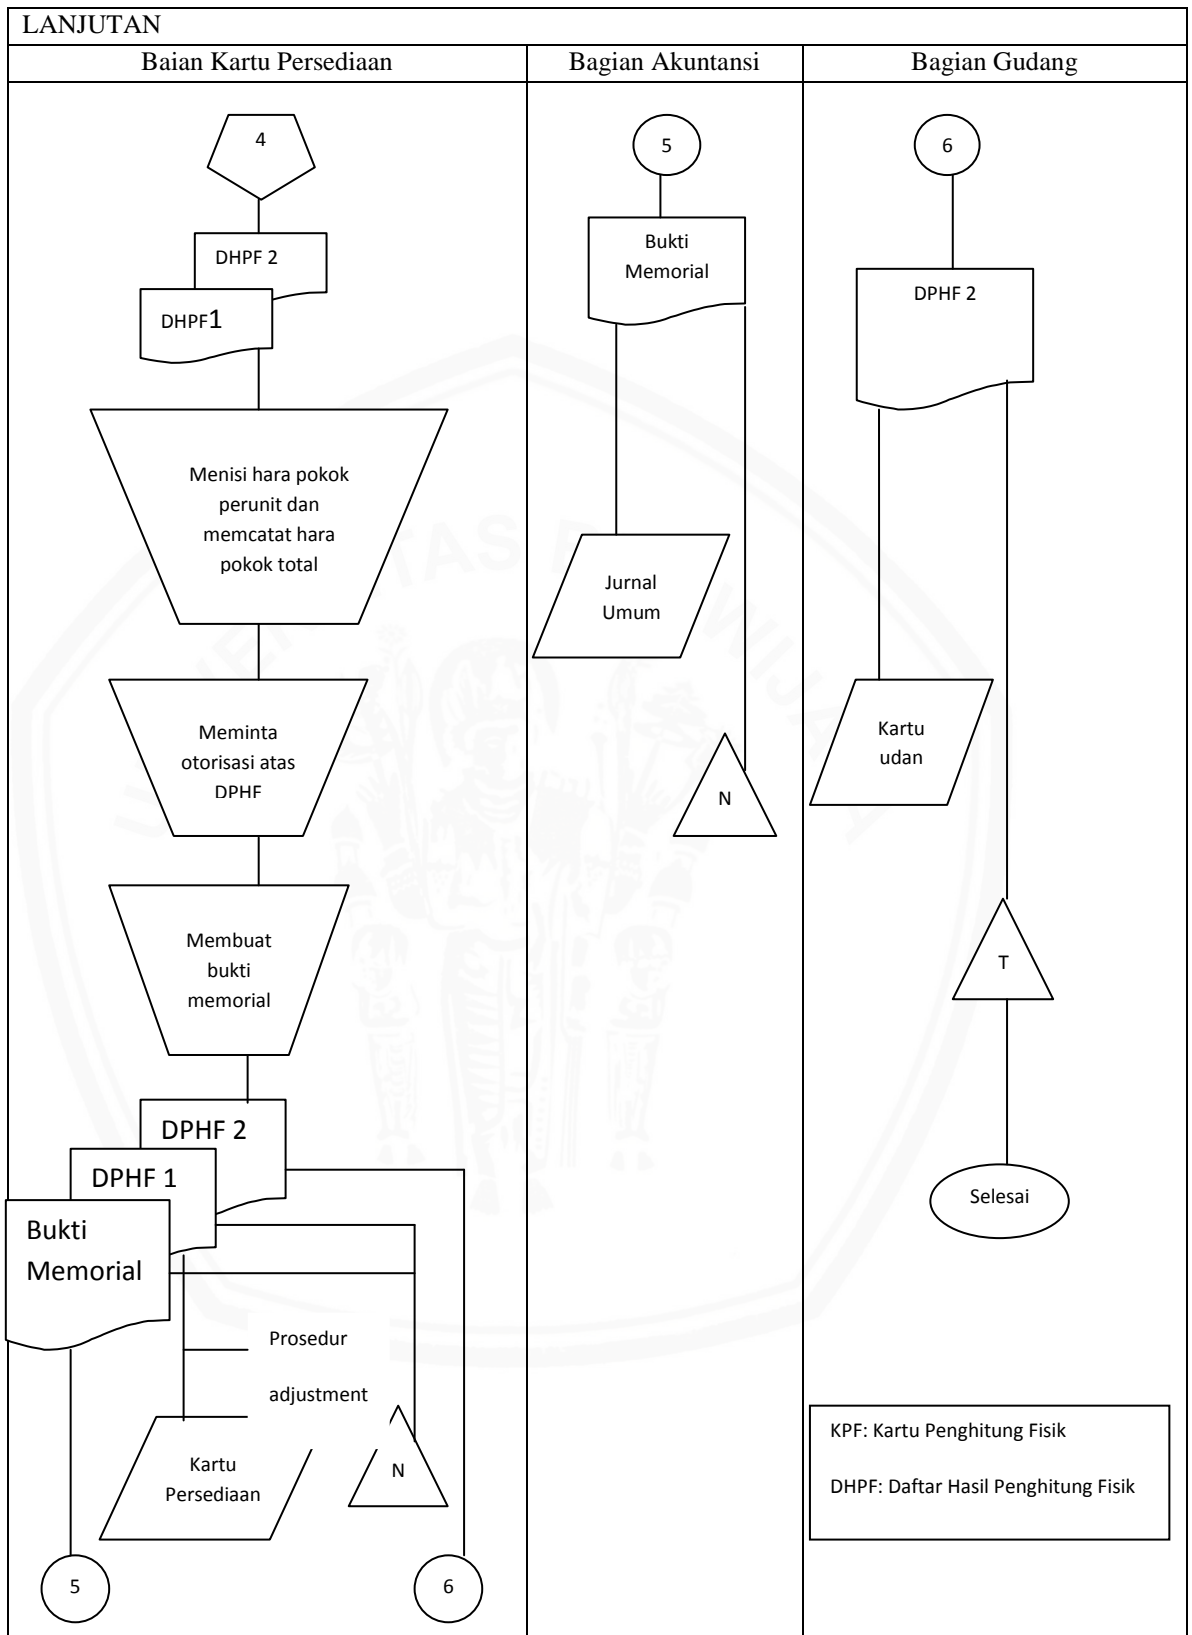 LANJUTAN
Baian Kartu Persediaan
Bagian Akuntansi
Bagian Gudang
4
DHPF 2
DHPF1
Menisi hara pokok
perunit dan
memcatat hara
pokok total
Meminta
otorisasi atas
DPHF
Membuat
bukti
memorial
DPHF 2
DPHF 1
Bukti
Memorial
Prosedur
adjustment
Kartu
Persediaan
N
5
6
5
Bukti
Memorial
Jurnal
Umum
N
6
DPHF 2
Kartu
udan
T
Selesai
KPF: Kartu Penghitung Fisik
DHPF: Daftar Hasil Penghitung Fisik